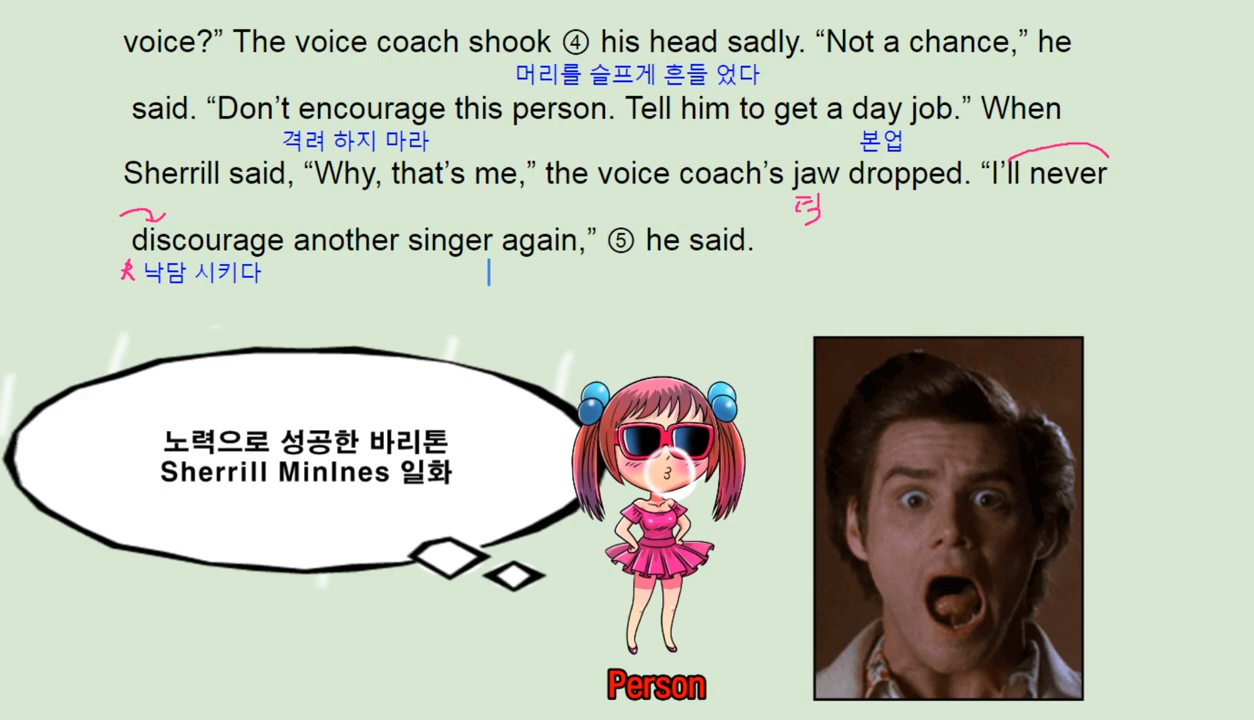 voice?” The voice coach shook ④ his head sadly. “Not a chance,” he
머리를 슬프게 흔들 었다
said. “Don’t encourage this person. Tell him to get a day job.” When
격려 하지 마라 본업
Sherrill said, “Why, that’s me,” the voice coach’s jaw dropped. “I’ll never
턱
discourage another singer again,” ⑤ he said.
낙담 시키다
노력으로 성공한 바리톤
Sherrill MinInes 일화
Person